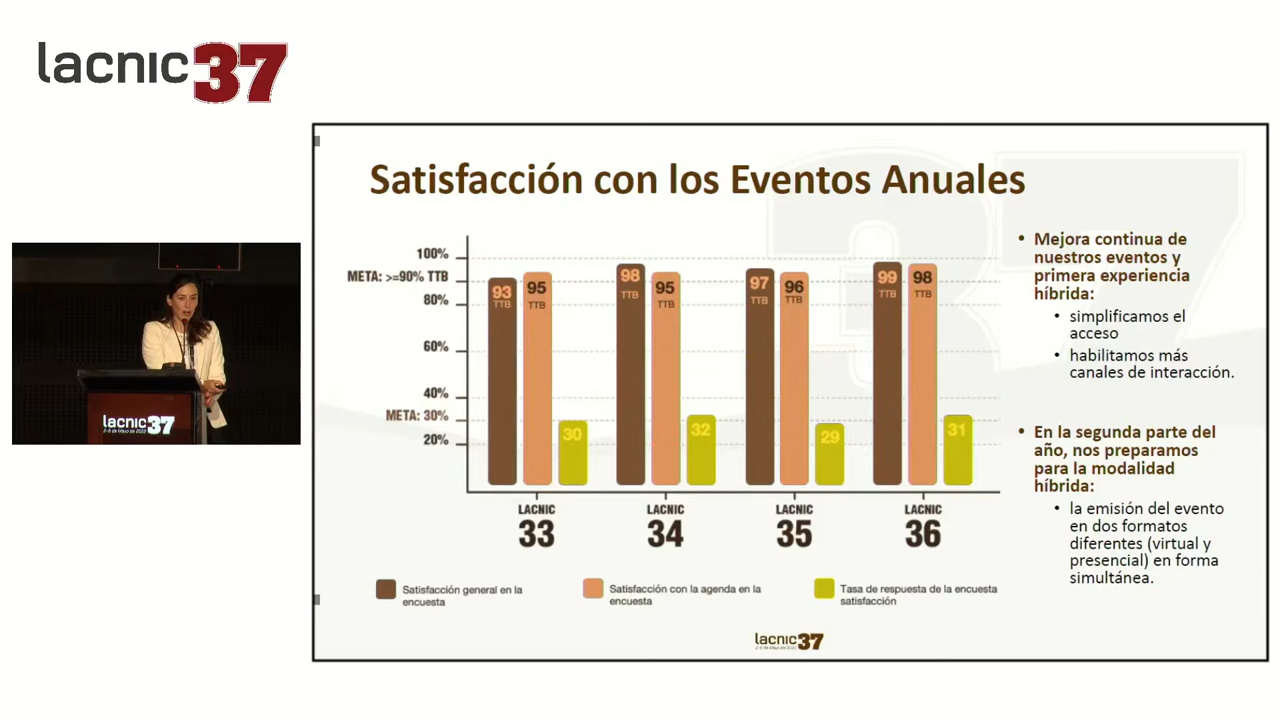 lacnic37
Satisfacción con los Eventos Anuales
100%
META: >=90% TTB
80%
60%
40%
META: 30%
20%
93
TTB
95
TTB
30
98
TTB
95
TTB
32
97
TTB
96
TTB
29
99
TTB
98
TTB
31
LACNIC
33
LACNIC
34
LACNIC
35
LACNIC
36
Satisfacción general en la
encuesta
Satisfacción con la agenda en la
encuesta
Tasa de respuesta de la encuesta
satisfacción
• Mejora continua de
nuestros eventos y
primera experiencia
híbrida:
• simplificamos el
acceso
• habilitamos más
canales de interacción.
• En la segunda parte del
año, nos preparamos
para la modalidad
híbrida:
• la emisión del evento
en dos formatos
diferentes (virtual y
presencial) en forma
simultánea.
lacnic37
lacnic37
37